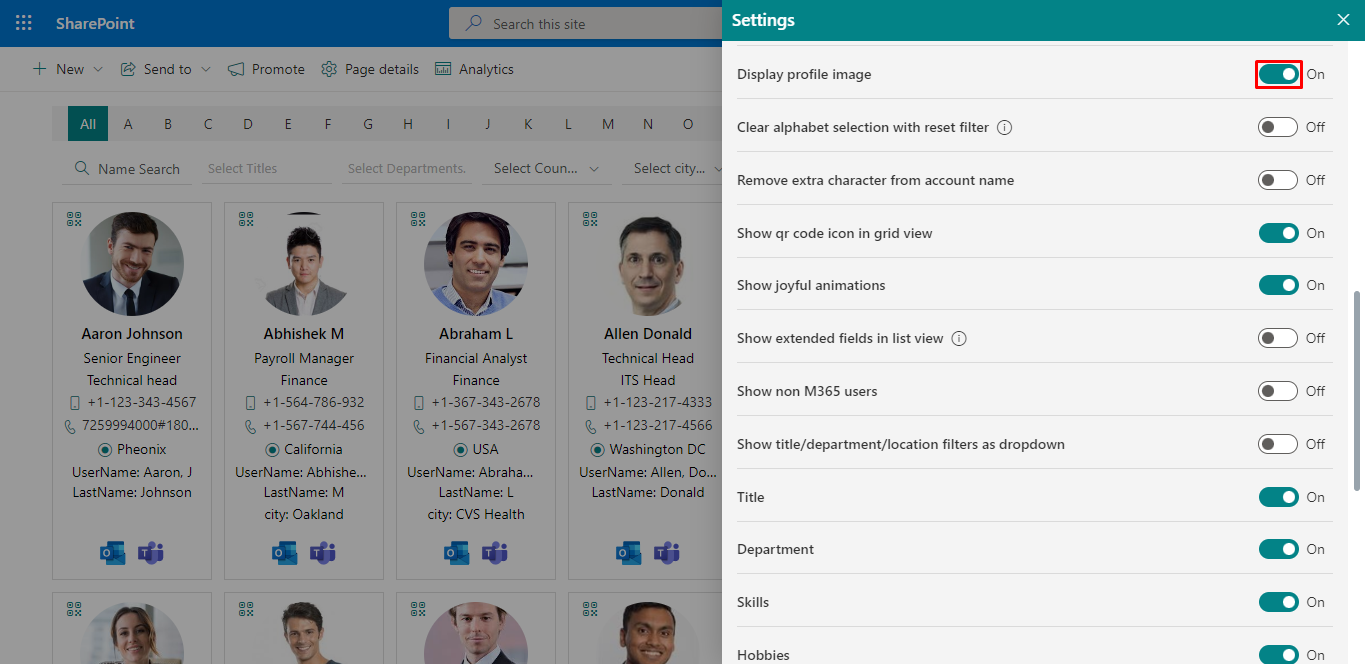 SharePoint
Search this site
New
Send to
Promote
Page details
Analytics
All A B C D E F G H I J K L M N O
Name Search
Select Titles
Select Departments.
Select Coun...
Select city...
Aaron Johnson
Senior Engineer
Technical head
+1-123-343-4567
7259994000#180...
Pheonix
UserName: Aaron, J
LastName: Johnson
Abhishek M
Payroll Manager
Finance
+1-564-786-932
+1-567-744-456
California
UserName: Abhishe...
LastName: M
city: Oakland
Abraham L
Financial Analyst
Finance
+1-367-343-2678
+1-567-343-2678
USA
UserName: Abraha...
LastName: L
city: CVS Health
Allen Donald
Technical Head
ITS Head
+1-123-217-4333
+1-123-217-4566
Washington DC
UserName: Allen, Do...
LastName: Donald
Settings
Display profile image On
Clear alphabet selection with reset filter Off
Remove extra character from account name Off
Show qr code icon in grid view On
Show joyful animations On
Show extended fields in list view Off
Show non M365 users Off
Show title/department/location filters as dropdown Off
Title On
Department On
Skills On
Hobbies On